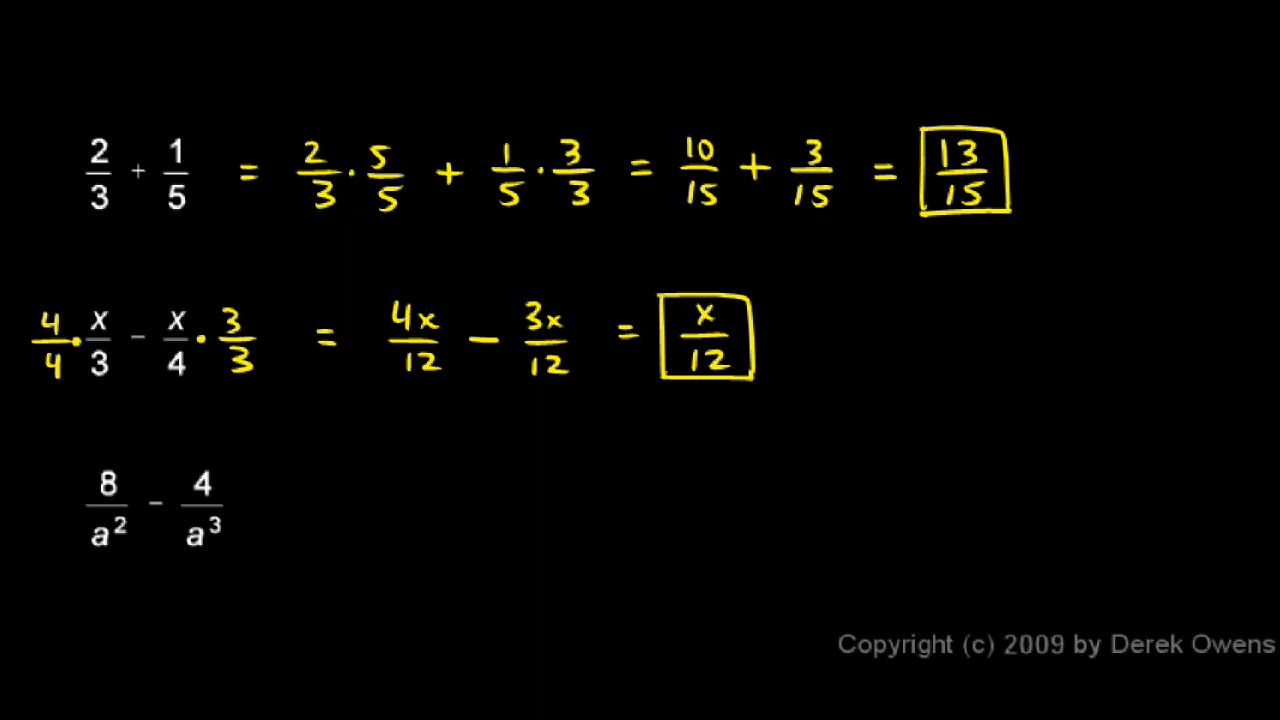 2/3 + 1/5 = 2/3 · 5/5 + 1/5 · 3/3 = 10/15 + 3/15 = 13/15
4/4 · x/3 - x/4 · 3/3 = 4x/12 - 3x/12 = x/12
8/a² - 4/a³
Copyright (c) 2009 by Derek Owens